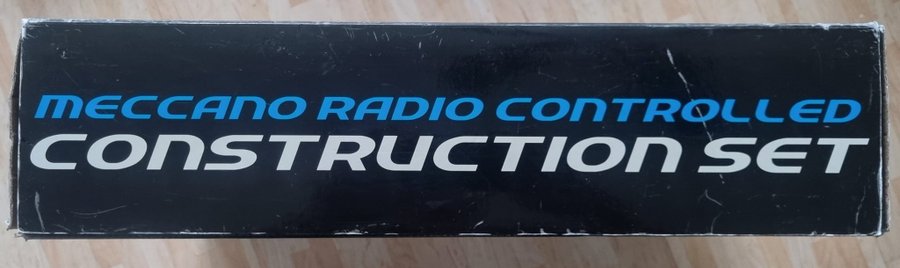 MECCANO RADIO CONTROLLED
CONSTRUCTION SET